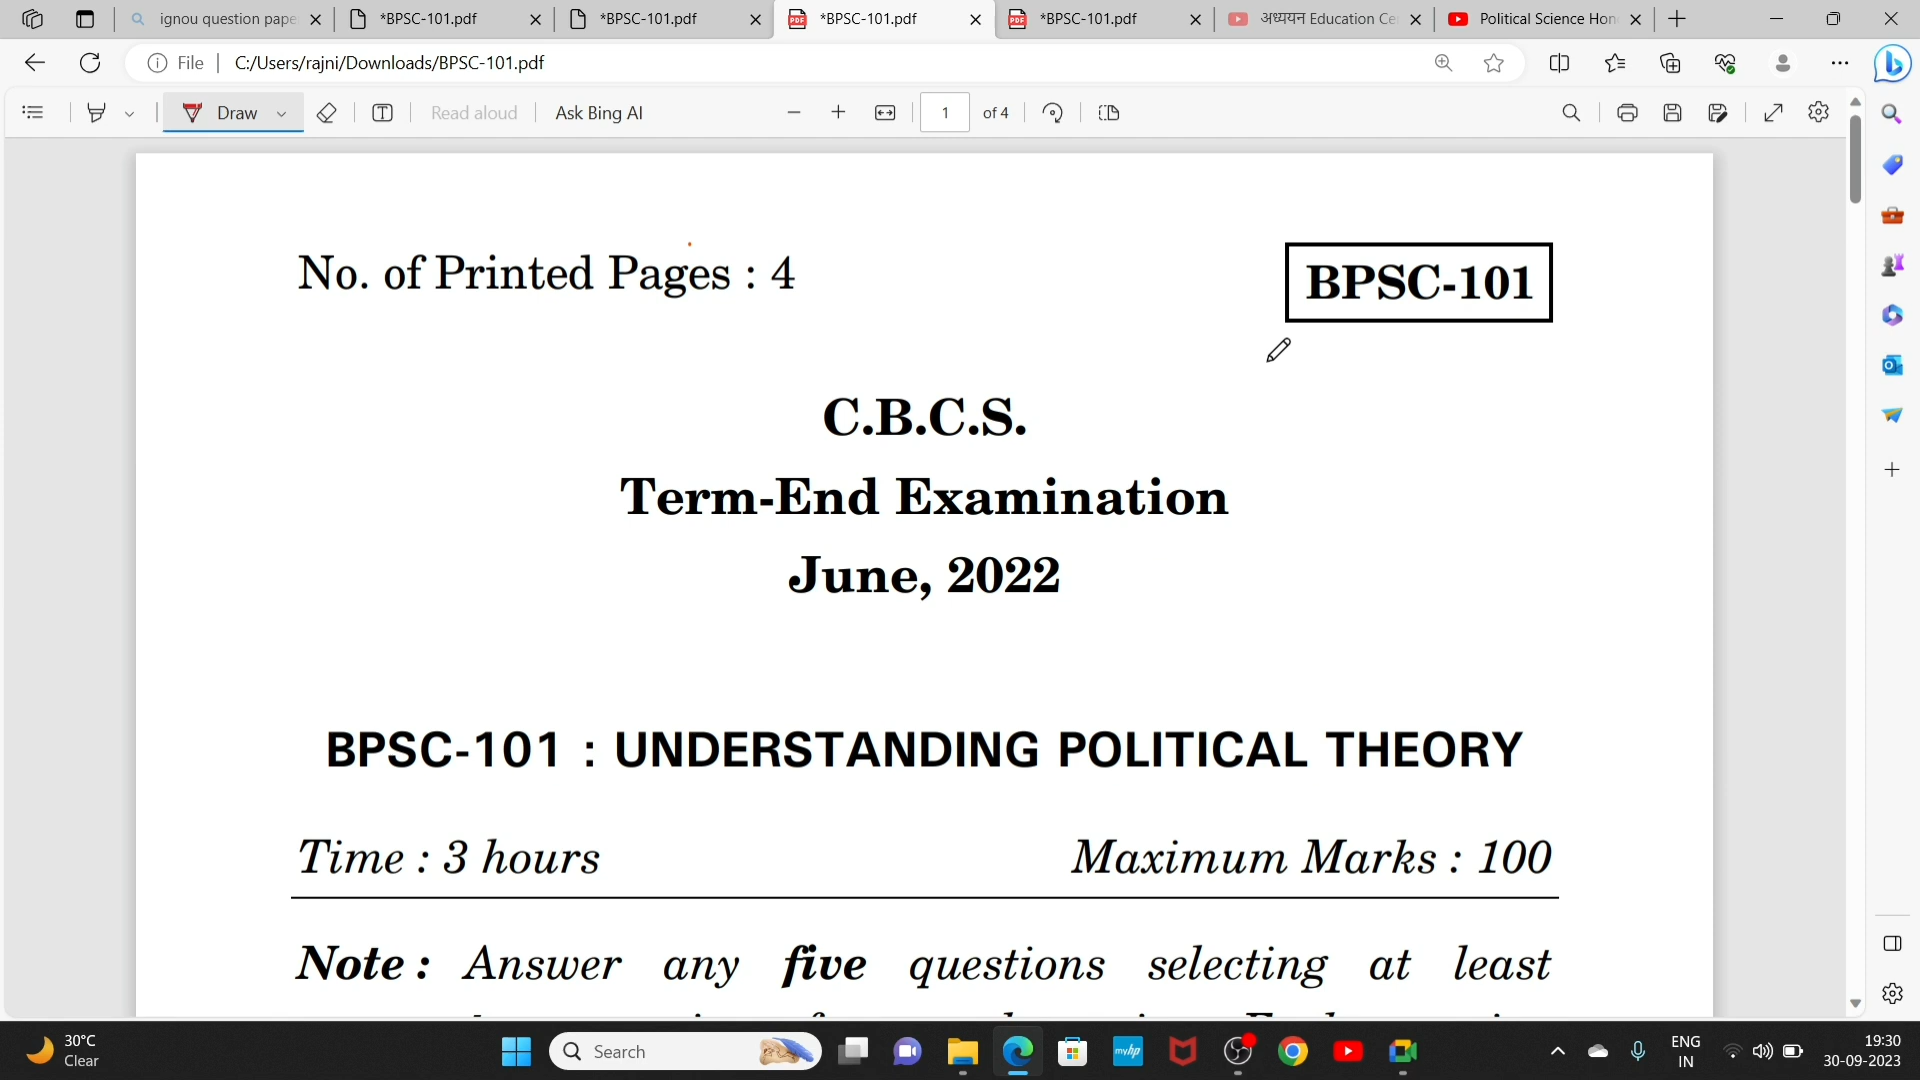 ignou question pape
*BPSC-101.pdf
*BPSC-101.pdf
*BPSC-101.pdf
*BPSC-101.pdf
अध्ययन Education Ce
Political Science Hon
File
C:/Users/rajni/Downloads/BPSC-101.pdf
Draw
Read aloud
Ask Bing AI
1 of 4
No. of Printed Pages : 4
BPSC-101
C.B.C.S.
Term-End Examination
June, 2022
BPSC-101 : UNDERSTANDING POLITICAL THEORY
Time : 3 hours
Maximum Marks : 100
Note : Answer any five questions selecting at least
30°C
Clear
Search
myhp
ENG
IN
19:30
30-09-2023